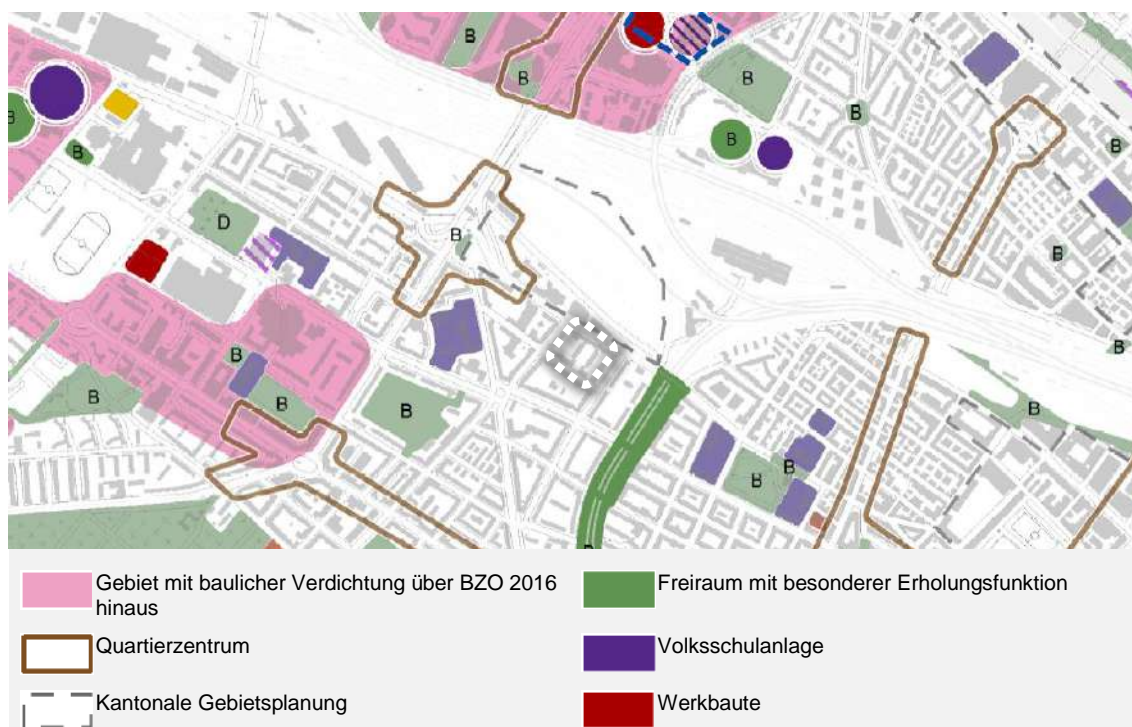 B
B
B
B
B
B
B
B
B
D
B
B
B
B
B
B
B
B
B
B
Gebiet mit baulicher Verdichtung über BZO 2016
hinaus
Freiraum mit besonderer Erholungsfunktion
Quartierzentrum
Volksschulanlage
Kantonale Gebietsplanung
Werkbaute